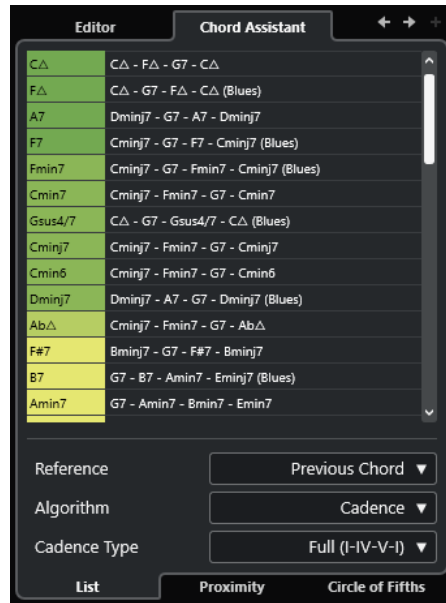 Editor Chord Assistant
C△ C△ - F△ - G7 - C△
F△ C△ - G7 - F△ - C△ (Blues)
A7 Dminj7 - G7 - A7 - Dminj7
F7 Cminj7 - G7 - F7 - Cminj7 (Blues)
Fmin7 Cminj7 - G7 - Fmin7 - Cminj7 (Blues)
Cmin7 Cminj7 - Fmin7 - G7 - Cmin7
Gsus4/7 C△ - G7 - Gsus4/7 - C△ (Blues)
Cminj7 Cminj7 - Fmin7 - G7 - Cminj7
Cmin6 Cminj7 - Fmin7 - G7 - Cmin6
Dminj7 Dminj7 - A7 - G7 - Dminj7 (Blues)
Ab△ Cminj7 - Fmin7 - G7 - Ab△
F#7 Bminj7 - G7 - F#7 - Bminj7
B7 G7 - B7 - Amin7 - Eminj7 (Blues)
Amin7 G7 - Amin7 - Bmin7 - Emin7
Reference Previous Chord ▼
Algorithm Cadence ▼
Cadence Type Full (I-IV-V-I) ▼
List Proximity Circle of Fifths